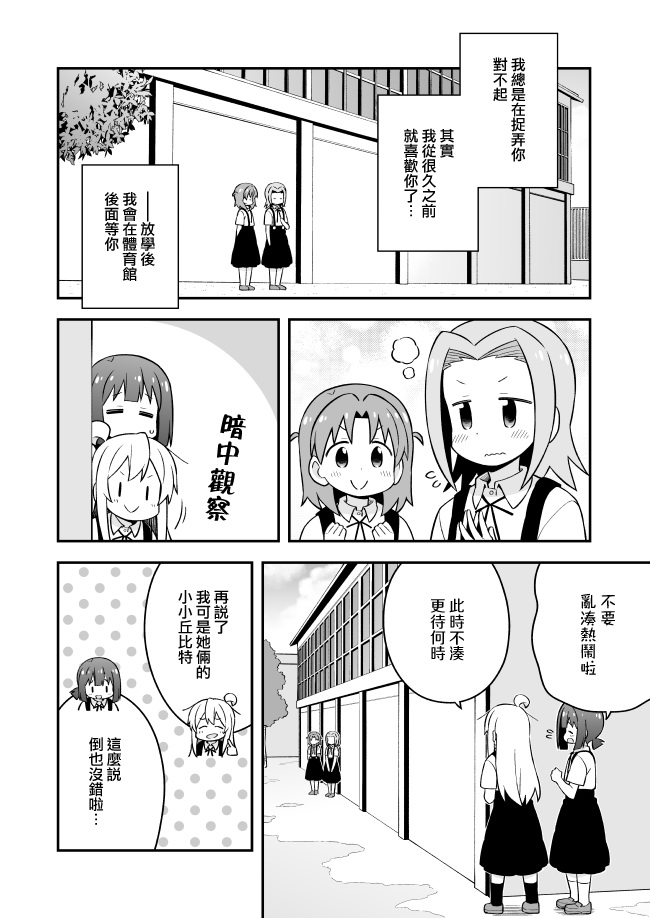 我總是在捉弄你
對不起
其實
我從很久之前
就喜歡你了…
——放學後
我會在體育館
後面等你
暗中觀察
不要
亂湊熱鬧啦
此時不湊
更待何時
再說了
我可是她倆的
小小丘比特
這麼說
倒也沒錯啦…